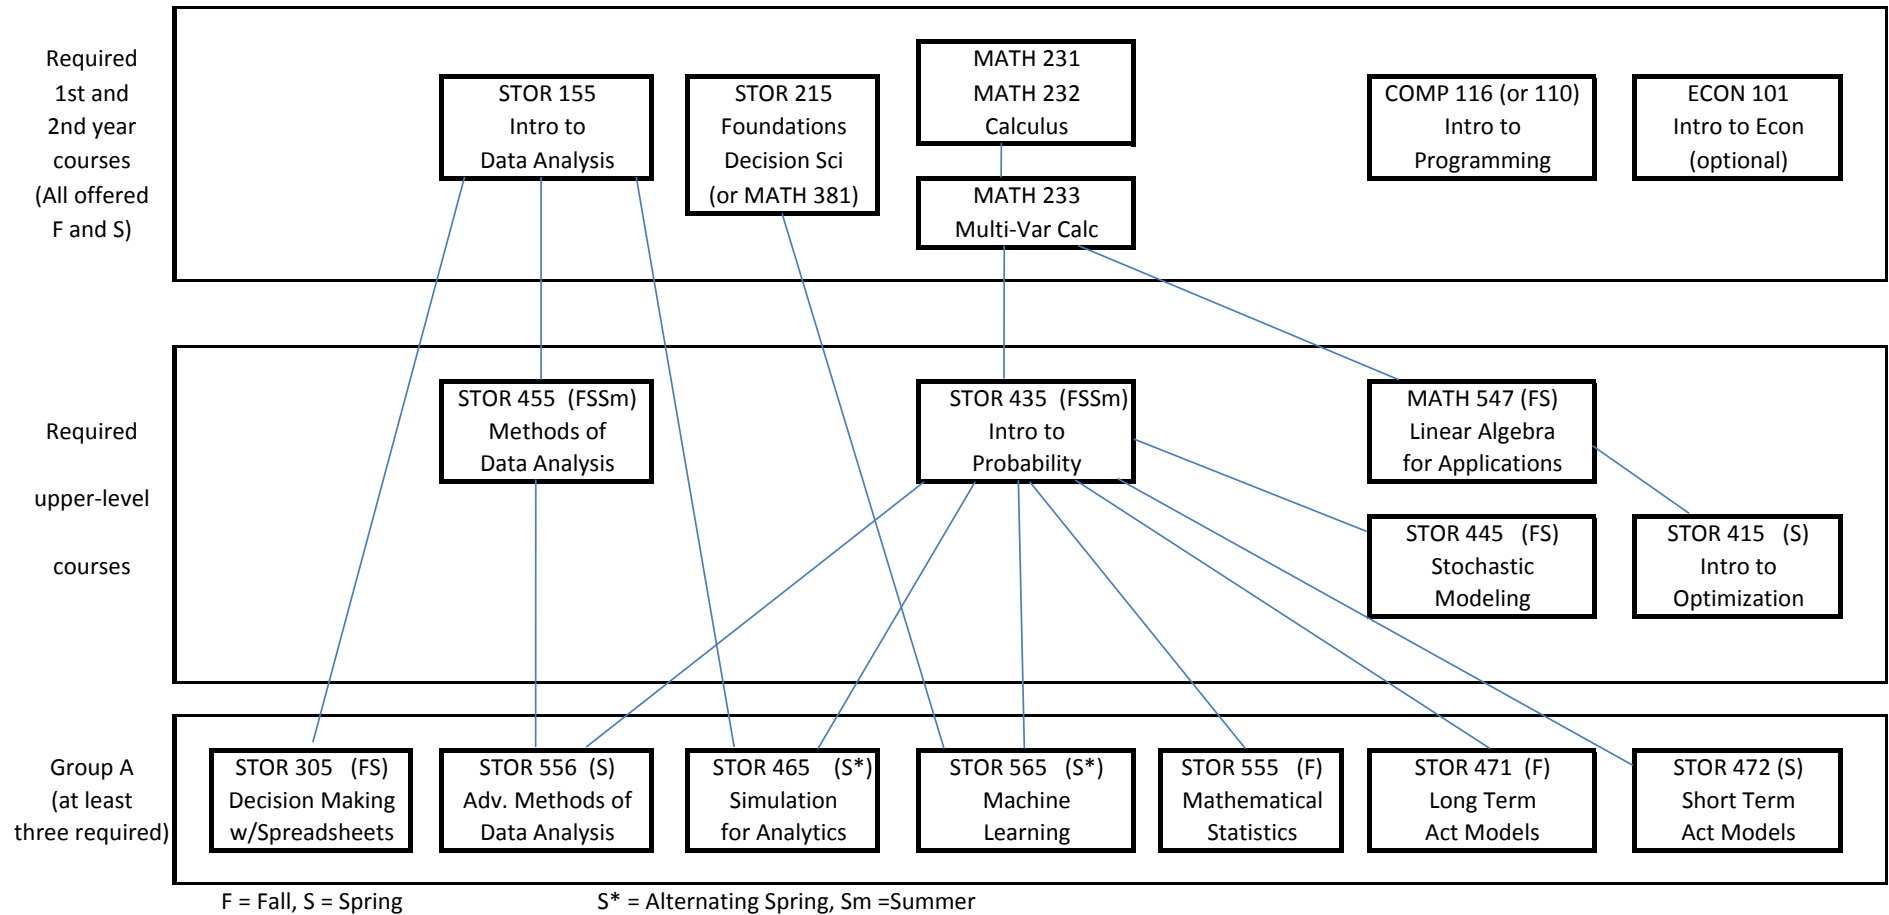 Required
1st and
2nd year
courses
(All offered
F and S)
STOR 155
Intro to
Data Analysis
STOR 215
Foundations
Decision Sci
(or MATH 381)
MATH 231
MATH 232
Calculus
MATH 233
Multi-Var Calc
COMP 116 (or 110)
Intro to
Programming
ECON 101
Intro to Econ
(optional)
Required
upper-level
courses
STOR 455 (FSSm)
Methods of
Data Analysis
STOR 435 (FSSm)
Intro to
Probability
MATH 547 (FS)
Linear Algebra
for Applications
STOR 445 (FS)
Stochastic
Modeling
STOR 415 (S)
Intro to
Optimization
Group A
(at least
three required)
STOR 305 (FS)
Decision Making
w/Spreadsheets
STOR 556 (S)
Adv. Methods of
Data Analysis
STOR 465 (S*)
Simulation
for Analytics
STOR 565 (S*)
Machine
Learning
STOR 555 (F)
Mathematical
Statistics
STOR 471 (F)
Long Term
Act Models
STOR 472 (S)
Short Term
Act Models
F = Fall, S = Spring
S* = Alternating Spring, Sm =Summer